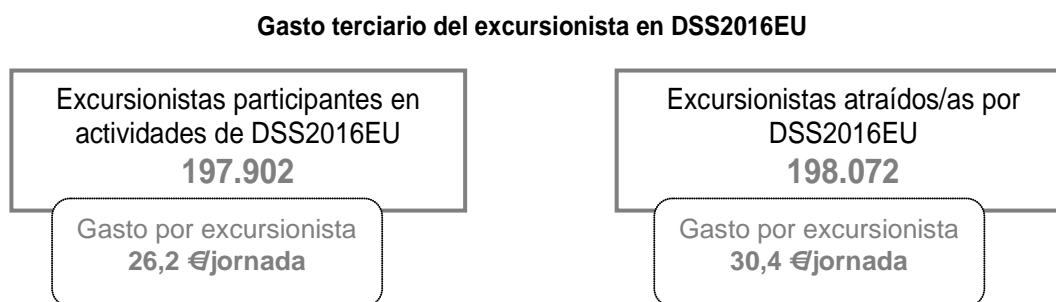 Gasto terciario del excursionista en DSS2016EU
Excursionistas participantes en
actividades de DSS2016EU
197.902
Gasto por excursionista
26,2 €/jornada
Excursionistas atraídos/as por
DSS2016EU
198.072
Gasto por excursionista
30,4 €/jornada